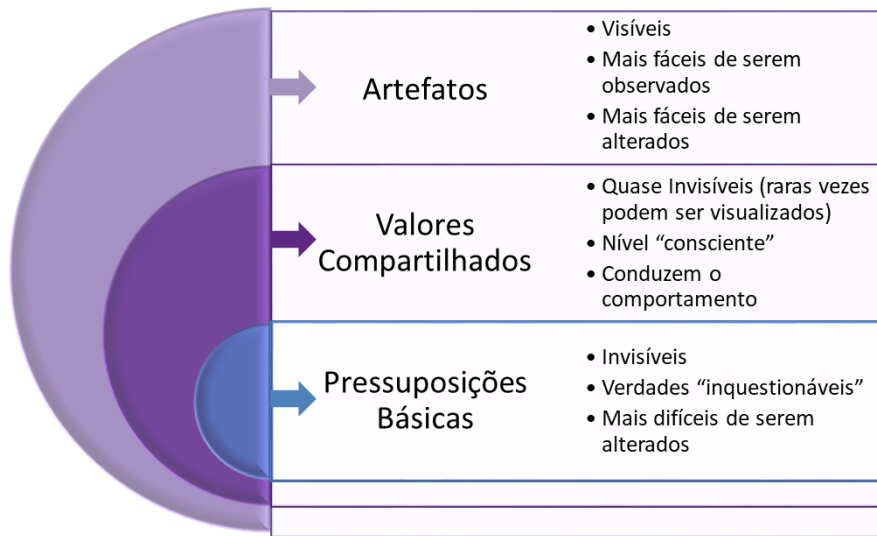 Artefatos
• Visíveis
• Mais fáceis de serem
observados
• Mais fáceis de serem
alterados
Valores
Compartilhados
• Quase Invisíveis (raras vezes
podem ser visualizados)
• Nível “consciente”
• Conduzem o
comportamento
Pressuposições
Básicas
• Invisíveis
• Verdades “inquestionáveis”
• Mais difíceis de serem
alterados